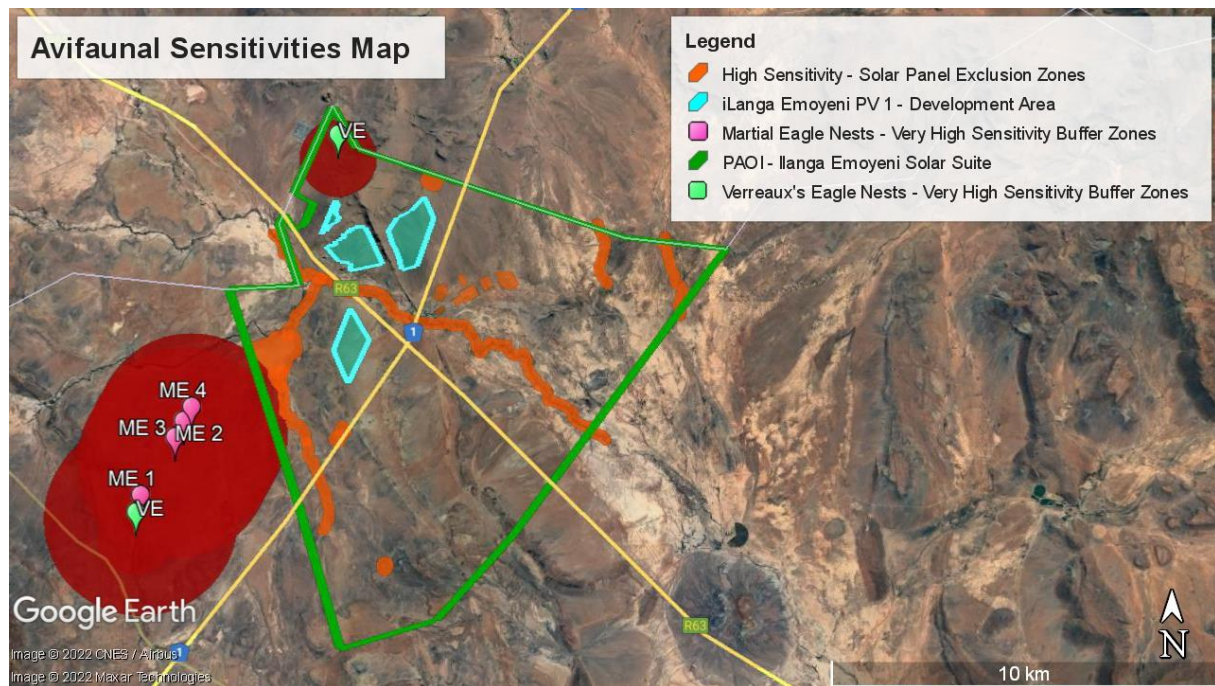 Avifaunal Sensitivities Map
Legend
High Sensitivity - Solar Panel Exclusion Zones
iLanga Emoyeni PV 1 - Development Area
Martial Eagle Nests - Very High Sensitivity Buffer Zones
PAOI - Ilanga Emoyeni Solar Suite
Verreaux's Eagle Nests - Very High Sensitivity Buffer Zones
VE
R63
1
ME 4
ME 3
ME 2
ME 1
VE
Google Earth
R63
N
Image © 2022 CNES / Airbus
1
Image © 2022 Maxar Technologies
10 km